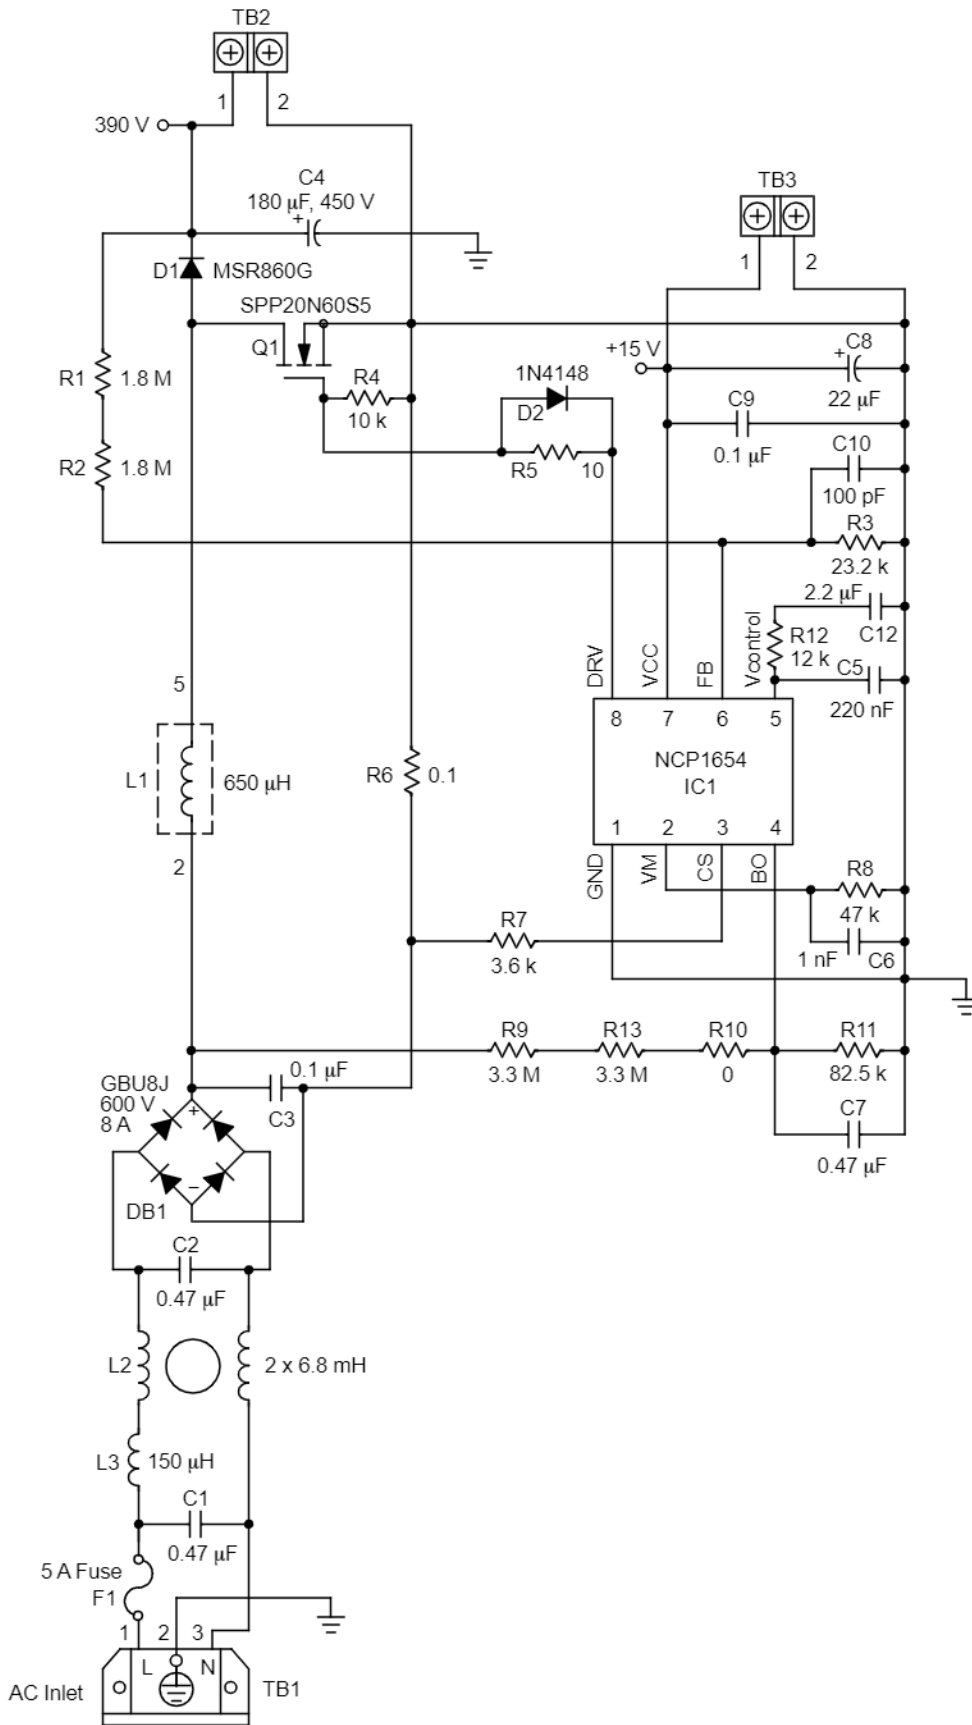 TB2
1 2
390 V
C4
180 μF, 450 V
+
TB3
1 2
D1 MSR860G
SPP20N60S5
Q1
+15 V
+ C8
22 μF
R1 1.8 M
R4
10 k
1N4148
D2
C9
0.1 μF
R2 1.8 M
R5 10
C10
100 pF
R3
23.2 k
2.2 μF
C12
R12
12 k
C5
220 nF
DRV
VCC
FB
Vcontrol
5
8 7 6 5
NCP1654
IC1
1 2 3 4
L1 650 μH
R6 0.1
2
GND
VM
CS
BO
R8
47 k
R7
3.6 k
1 nF C6
R9
3.3 M
R13
3.3 M
R10
0
R11
82.5 k
GBU8J
600 V
8 A
0.1 μF
C3
+
−
DB1
C7
0.47 μF
C2
0.47 μF
L2 2 x 6.8 mH
L3 150 μH
C1
0.47 μF
5 A Fuse
F1
1 2 3
L N
AC Inlet TB1